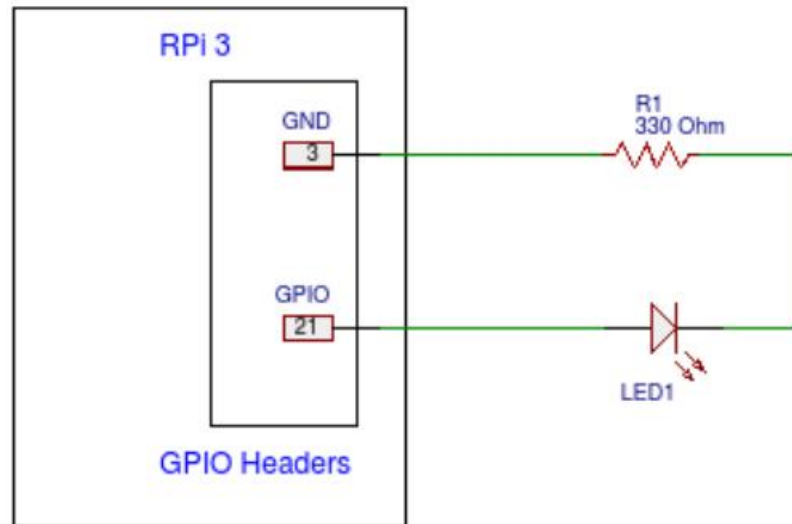 RPi 3
GND
3
R1
330 Ohm
GPIO
21
LED1
GPIO Headers